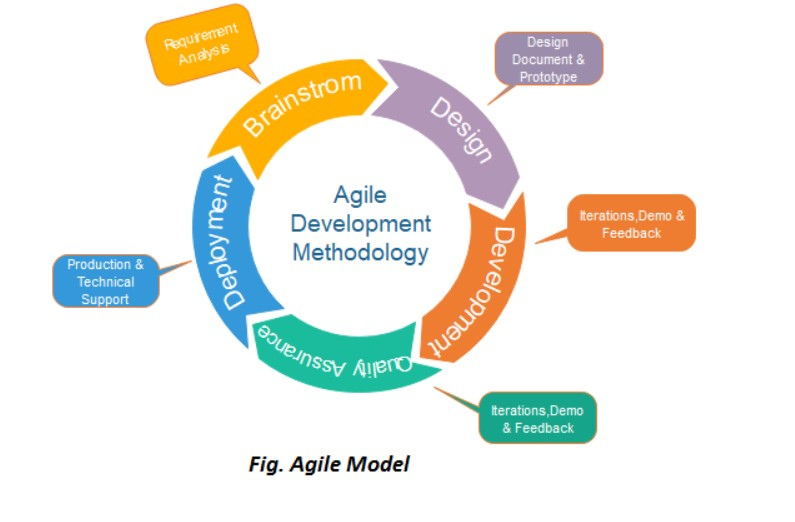 Requirement
Analysis
Brainstrom
Design
Document &
Prototype
Design
Iterations,Demo &
Feedback
Development
Iterations,Demo
& Feedback
Quality Assurance
Production &
Technical
Support
Deployment
Agile
Development
Methodology
Fig. Agile Model